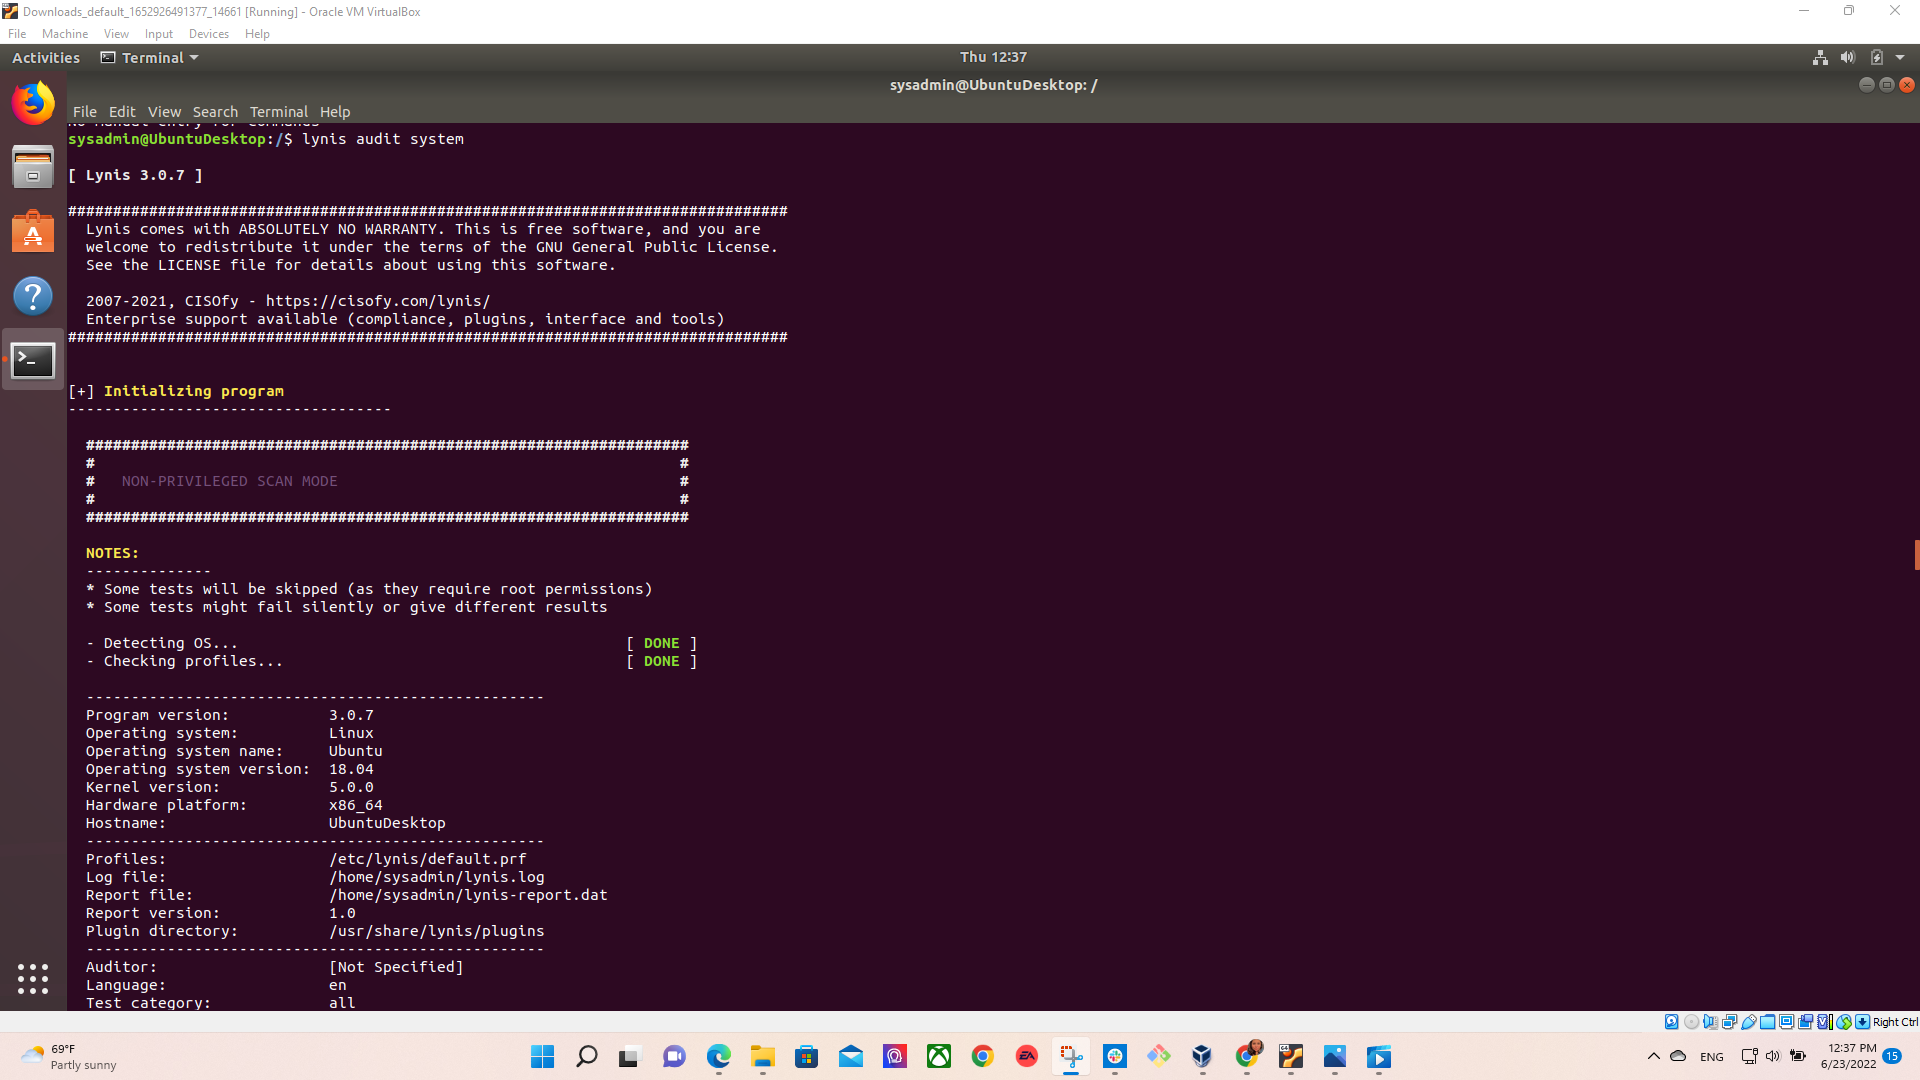 Downloads_default_1652926491377_14661 [Running] - Oracle VM VirtualBox
File Machine View Input Devices Help
Activities Terminal Thu 12:37
sysadmin@UbuntuDesktop: /
File Edit View Search Terminal Help
No manual entry for commands
sysadmin@UbuntuDesktop:/$ lynis audit system
[ Lynis 3.0.7 ]
################################################################################
Lynis comes with ABSOLUTELY NO WARRANTY. This is free software, and you are
welcome to redistribute it under the terms of the GNU General Public License.
See the LICENSE file for details about using this software.
2007-2021, CISOfy - https://cisofy.com/lynis/
Enterprise support available (compliance, plugins, interface and tools)
################################################################################
[+] Initializing program
------------------------------------
###################################################################
# #
# NON-PRIVILEGED SCAN MODE #
# #
###################################################################
NOTES:
--------------
* Some tests will be skipped (as they require root permissions)
* Some tests might fail silently or give different results
- Detecting OS... [ DONE ]
- Checking profiles... [ DONE ]
---------------------------------------------------
Program version: 3.0.7
Operating system: Linux
Operating system name: Ubuntu
Operating system version: 18.04
Kernel version: 5.0.0
Hardware platform: x86_64
Hostname: UbuntuDesktop
---------------------------------------------------
Profiles: /etc/lynis/default.prf
Log file: /home/sysadmin/lynis.log
Report file: /home/sysadmin/lynis-report.dat
Report version: 1.0
Plugin directory: /usr/share/lynis/plugins
---------------------------------------------------
Auditor: [Not Specified]
Language: en
Test category: all
Right Ctrl
69°F
Partly sunny
ENG
12:37 PM
6/23/2022
15